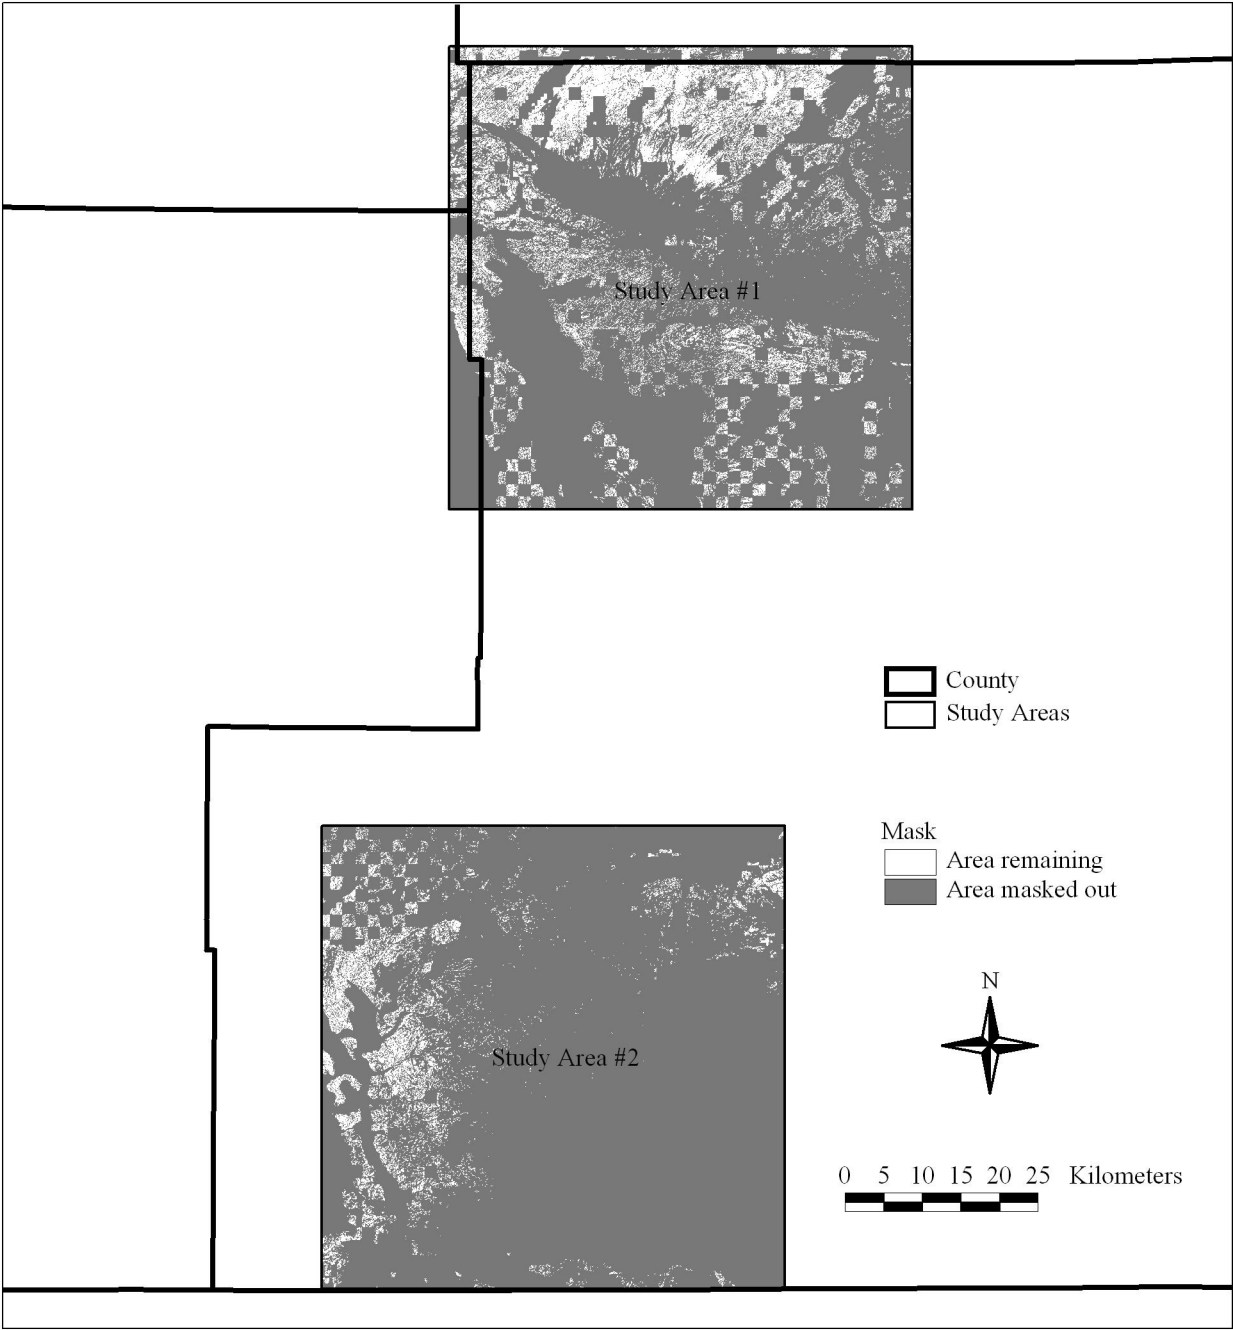 Study Area #1
County
Study Areas
Mask
Area remaining
Area masked out
N
Study Area #2
0 5 10 15 20 25 Kilometers